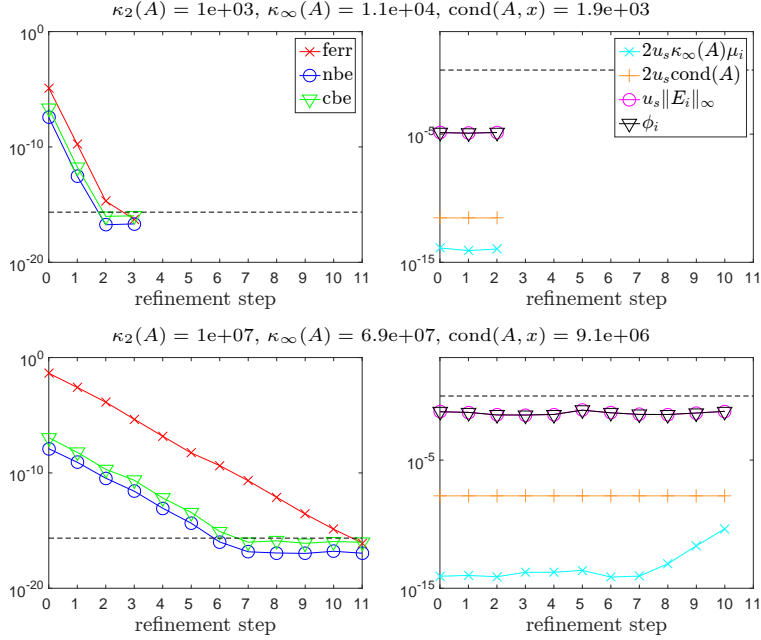 κ₂(A) = 1e+03, κ∞(A) = 1.1e+04, cond(A, x) = 1.9e+03
10⁰
10⁻¹⁰
10⁻²⁰
ferr
nbe
cbe
0 1 2 3 4 5 6 7 8 9 10 11
refinement step
10⁻⁵
10⁻¹⁵
2uₛκ∞(A)μᵢ
2uₛcond(A)
uₛ‖Eᵢ‖∞
ϕᵢ
0 1 2 3 4 5 6 7 8 9 10 11
refinement step
κ₂(A) = 1e+07, κ∞(A) = 6.9e+07, cond(A, x) = 9.1e+06
10⁰
10⁻¹⁰
10⁻²⁰
0 1 2 3 4 5 6 7 8 9 10 11
refinement step
10⁻⁵
10⁻¹⁵
0 1 2 3 4 5 6 7 8 9 10 11
refinement step